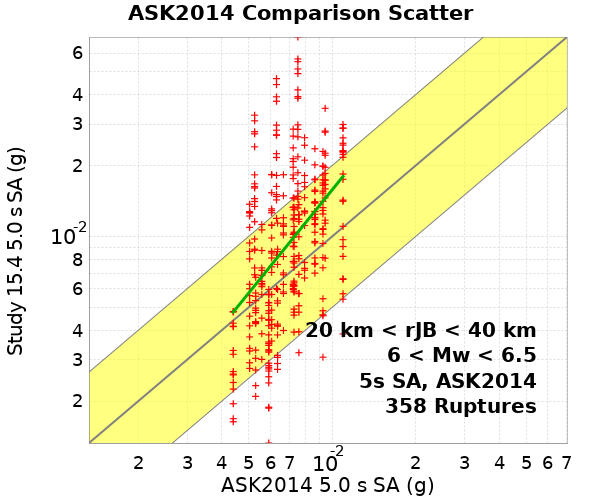 ASK2014 Comparison Scatter
Study 15.4 5.0 s SA (g)
6
4
3
2
10-2
8
6
4
3
2
20 km < rJB < 40 km
6 < Mw < 6.5
5s SA, ASK2014
358 Ruptures
2 3 4 5 6 7 10-2 2 3 4 5 6 7
ASK2014 5.0 s SA (g)